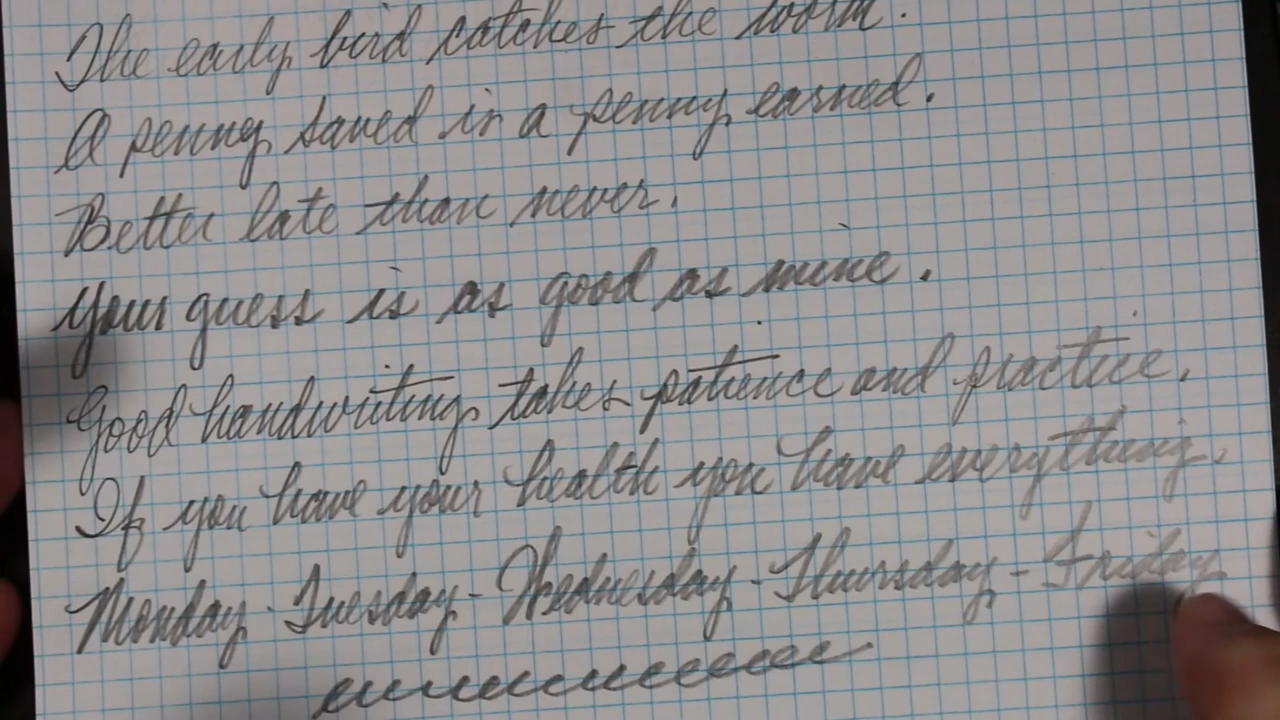 The early bird catches the worm.
A penny saved is a penny earned.
Better late than never.
Your guess is as good as mine.
Good handwriting takes patience and practice.
If you have your health you have everything.
Monday - Tuesday - Wednesday - Thursday - Friday